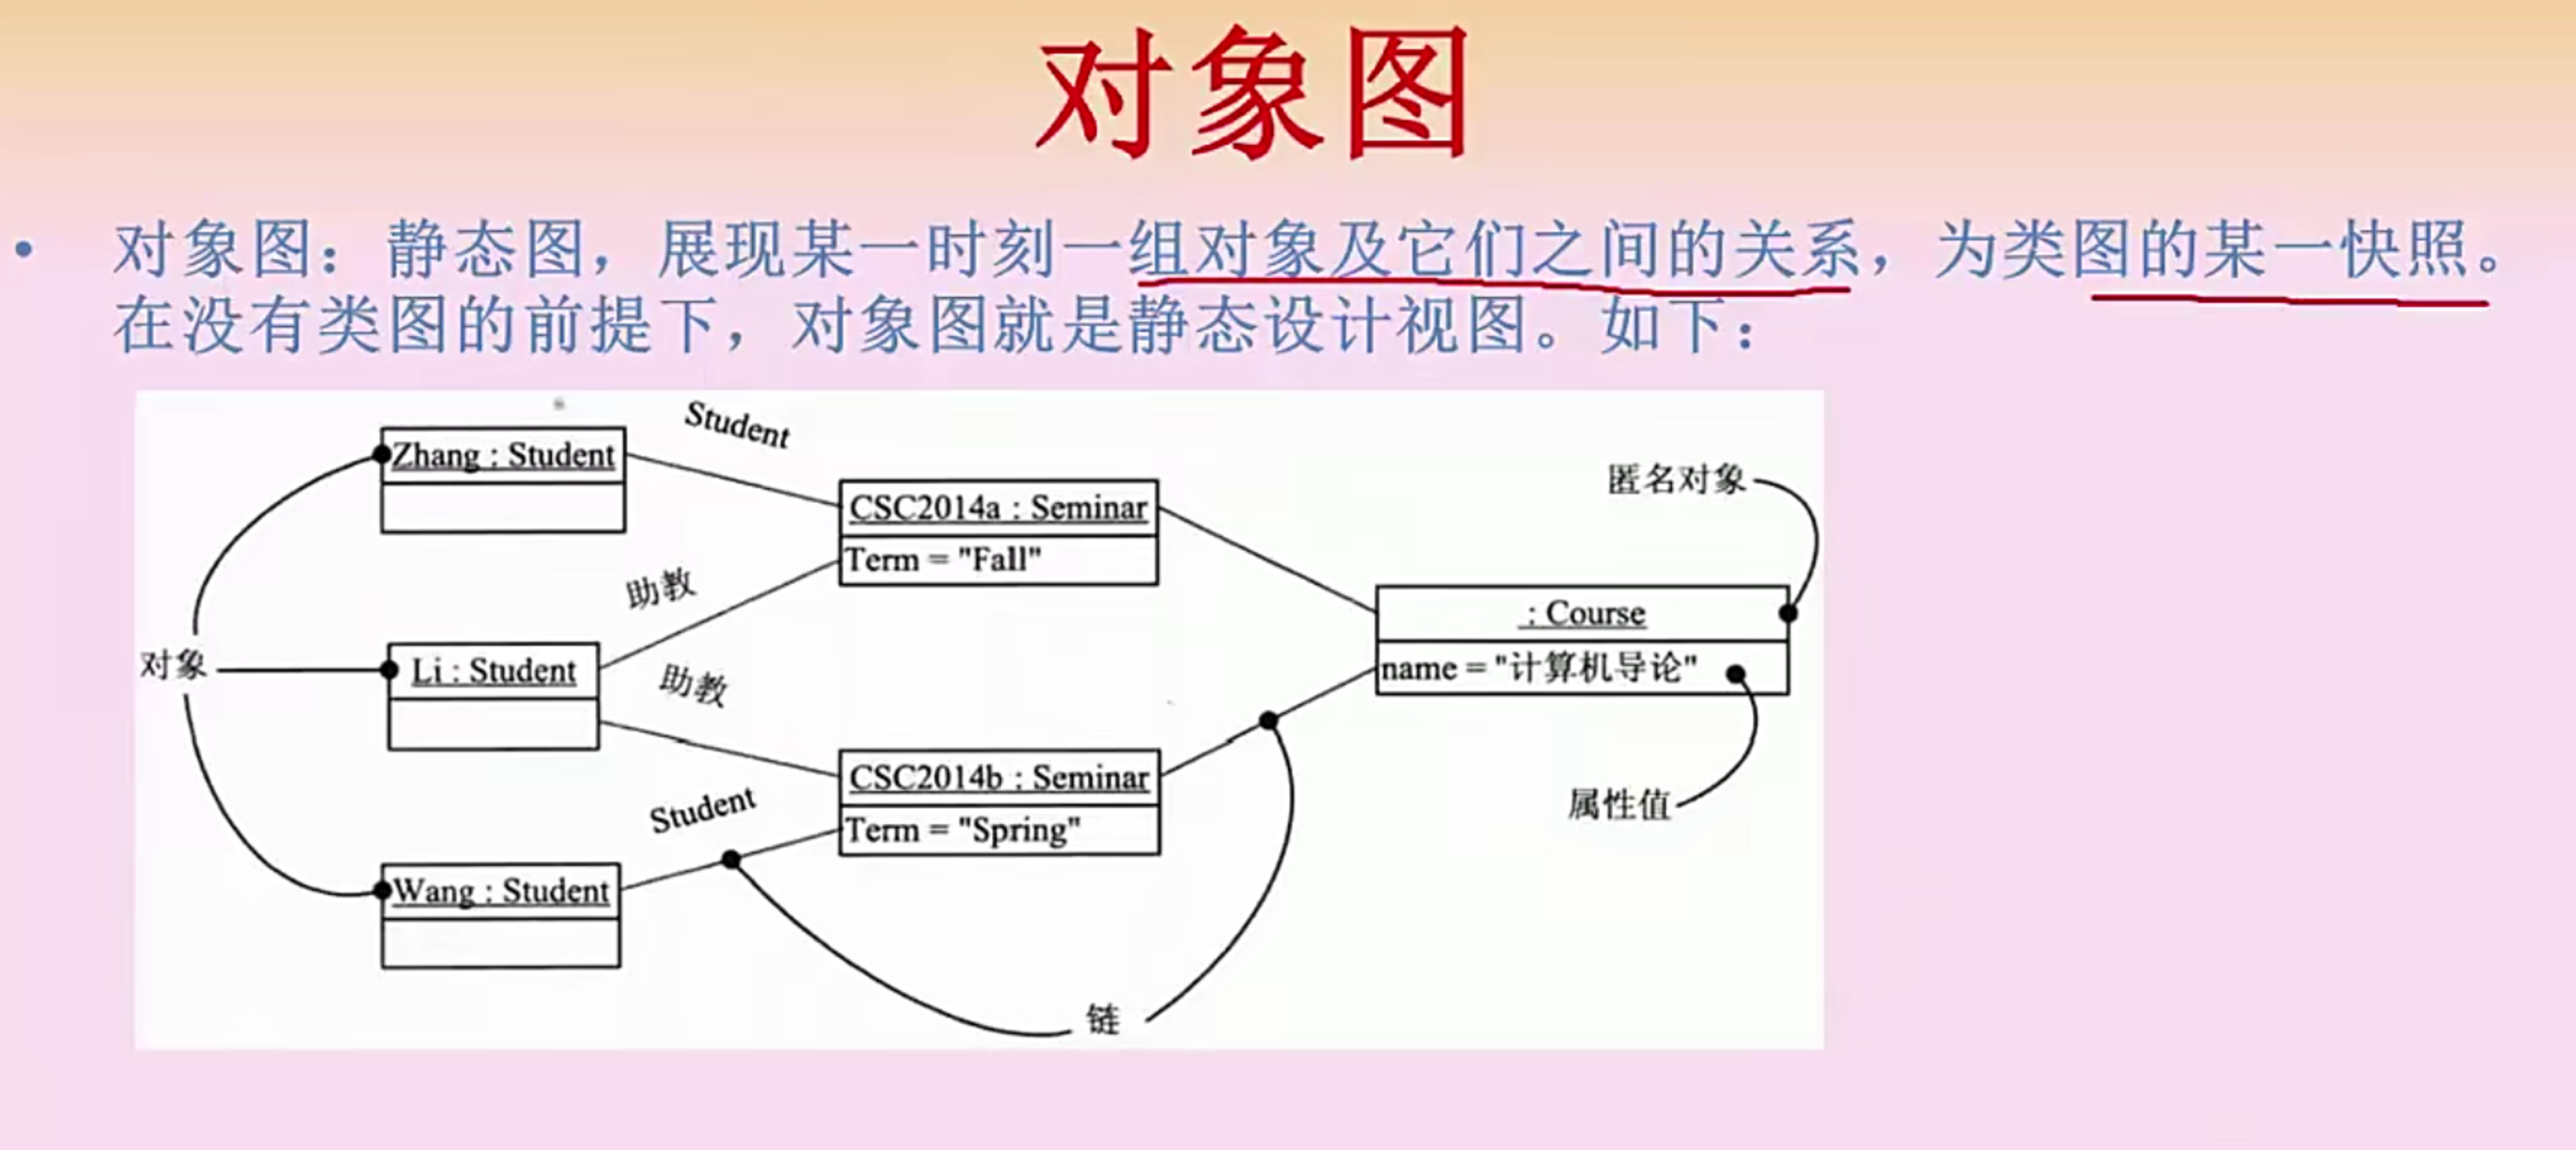 对象图
• 对象图：静态图，展现某一时刻一组对象及它们之间的关系，为类图的某一快照。
在没有类图的前提下，对象图就是静态设计视图。如下：
Student
Zhang : Student
匿名对象
CSC2014a : Seminar
Term = "Fall"
助教
: Course
对象
Li : Student
name = "计算机导论"
助教
CSC2014b : Seminar
属性值
Student
Term = "Spring"
Wang : Student
链